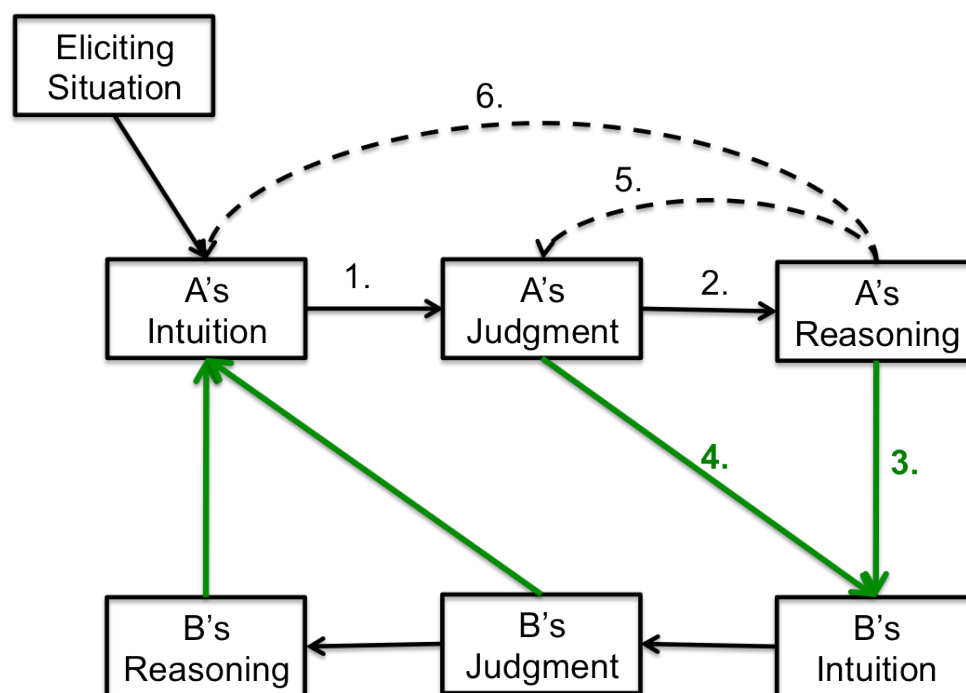 Eliciting
Situation
6.
5.
A's
Intuition
1.
A's
Judgment
2.
A's
Reasoning
4.
3.
B's
Reasoning
B's
Judgment
B's
Intuition